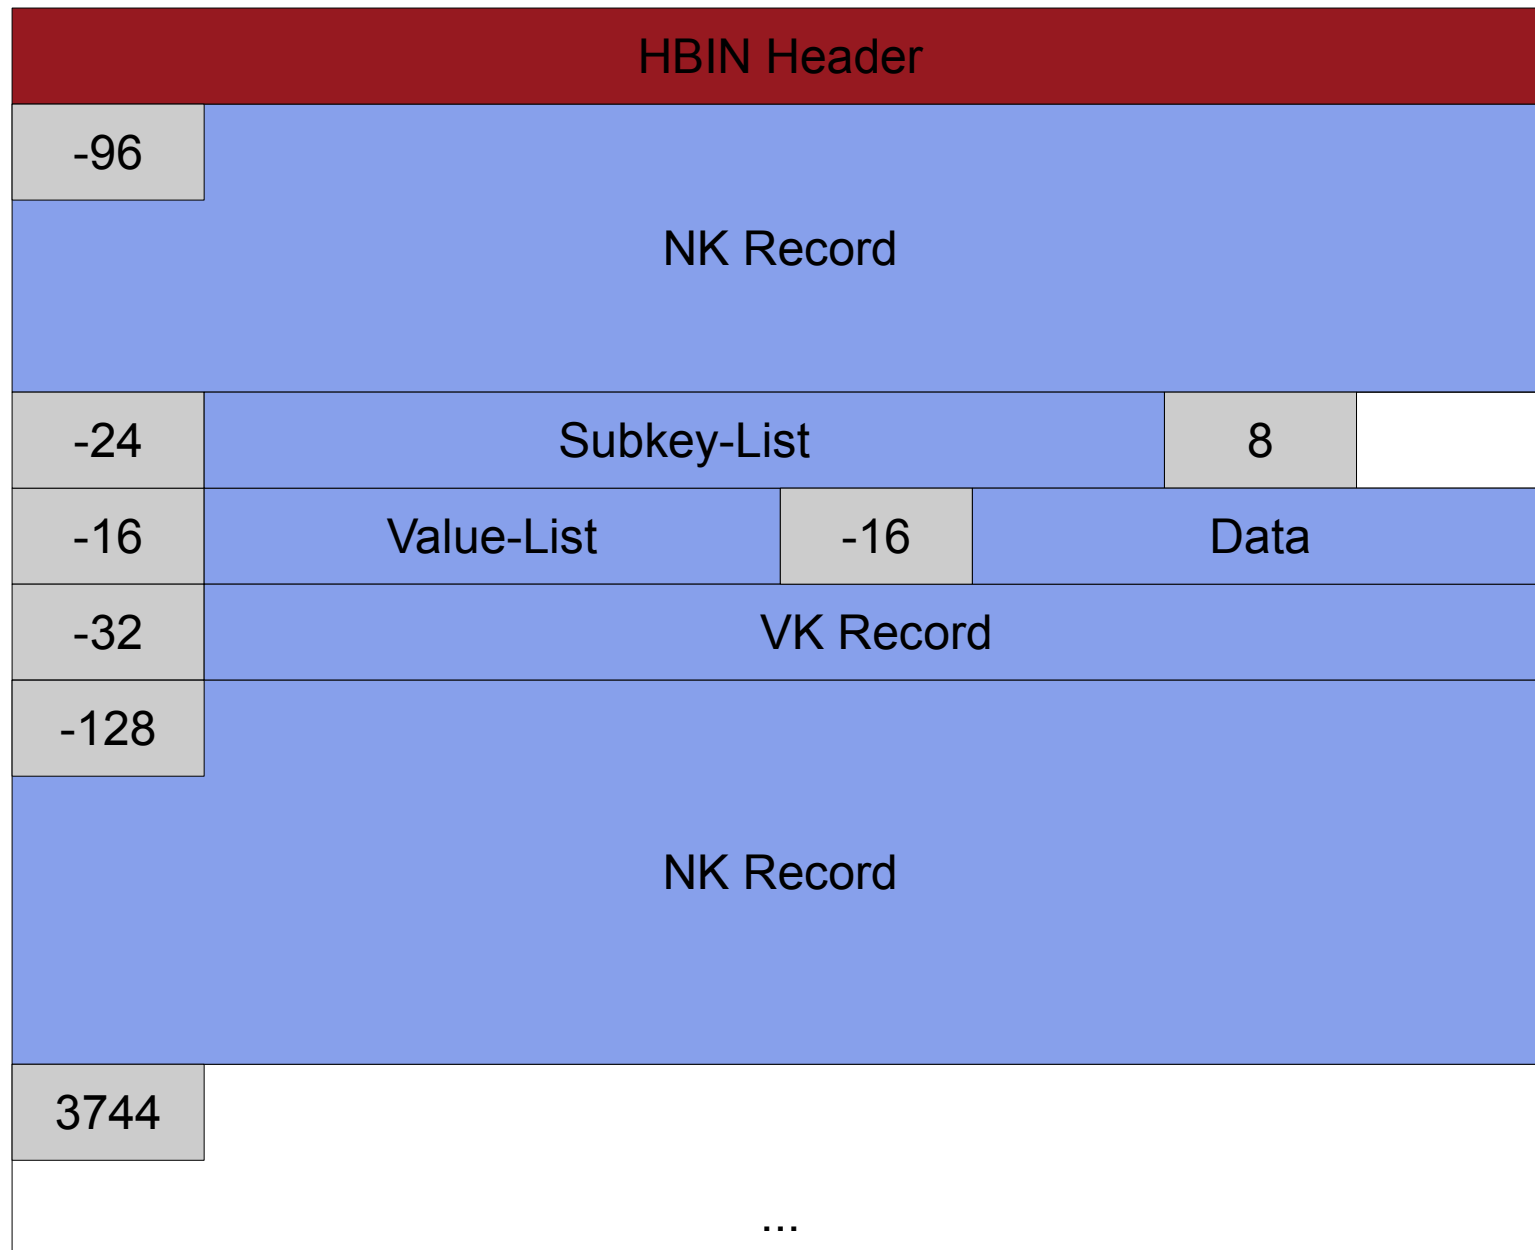 HBIN Header
-96
NK Record
-24 Subkey-List 8
-16 Value-List -16 Data
-32 VK Record
-128
NK Record
3744
...